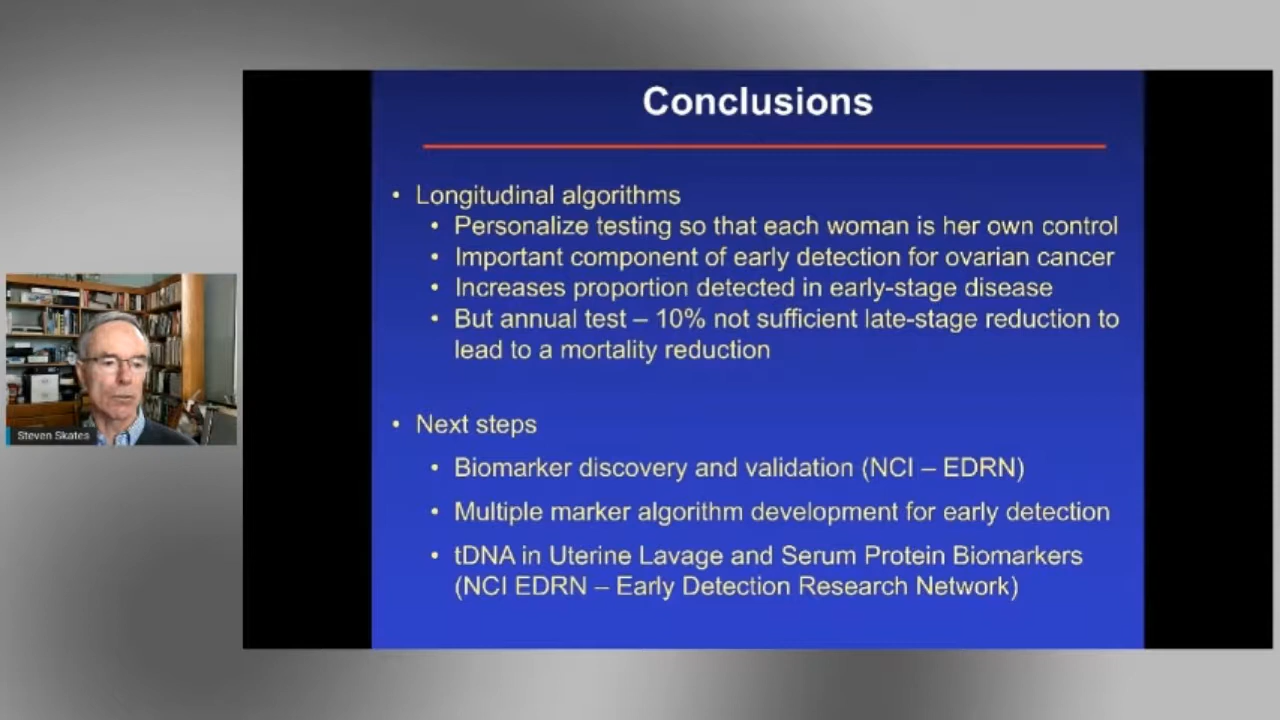 Conclusions
• Longitudinal algorithms
• Personalize testing so that each woman is her own control
• Important component of early detection for ovarian cancer
• Increases proportion detected in early-stage disease
• But annual test – 10% not sufficient late-stage reduction to
lead to a mortality reduction
• Next steps
• Biomarker discovery and validation (NCI – EDRN)
• Multiple marker algorithm development for early detection
• tDNA in Uterine Lavage and Serum Protein Biomarkers
(NCI EDRN – Early Detection Research Network)
Steven Skates